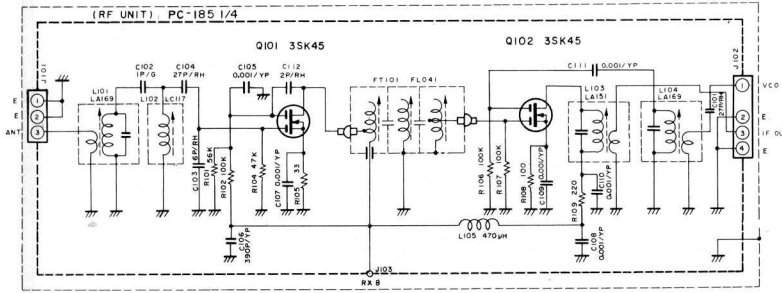 (RF UNIT) PC-185 1/4
Q101 3SK45
Q102 3SK45
J101
J102
C102
1P/G
C104
27P/RH
C105
0.001/YP
C112
2P/RH
C111 0.001/YP
L101
LA169
L102 LC117
FT101 FL041
L103
LA151
L104
LA169
C101
27P/RH
E 1
E 2
ANT 3
1 VCO
2 E
3 IF OU
4 E
R101 56K
R102 100K
R104 47K
C107 0.001/YP
R105 33
R106 100K
R107 100K
R108 100
C109 0.001/YP
R109 220
C110
0.001/YP
C106
390P/YP
L105 470μH
C108
0.001/YP
J103
RX B